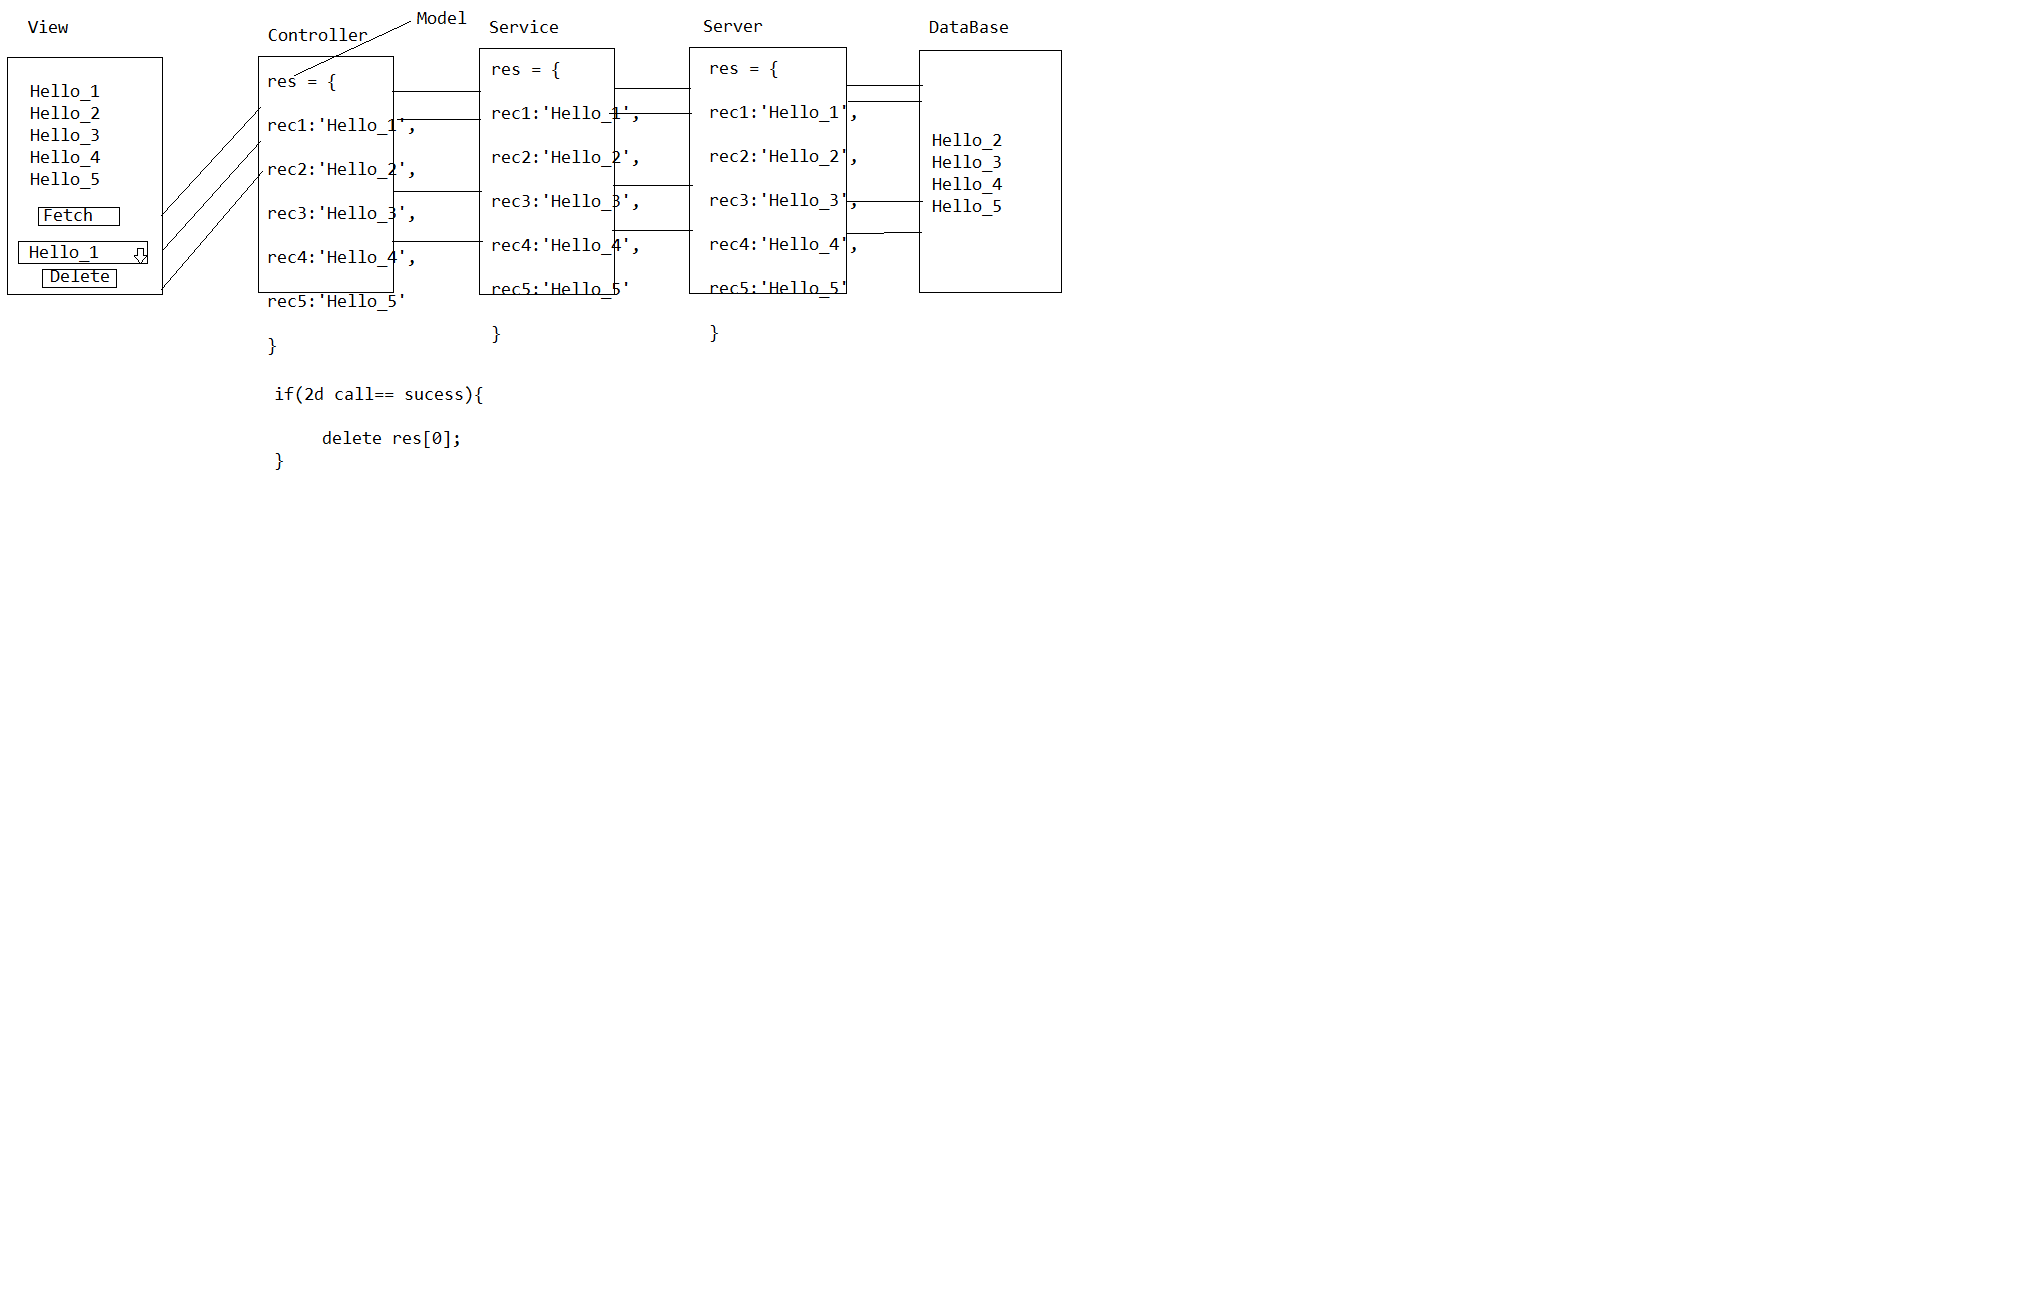 View
Hello_1
Hello_2
Hello_3
Hello_4
Hello_5
Fetch
Hello_1
Delete
Model
Controller
res = {
rec1:'Hello_1',
rec2:'Hello_2',
rec3:'Hello_3',
rec4:'Hello_4',
rec5:'Hello_5'
}
if(2d call== sucess){
delete res[0];
}
Service
res = {
rec1:'Hello_1',
rec2:'Hello_2',
rec3:'Hello_3',
rec4:'Hello_4',
rec5:'Hello_5'
}
Server
res = {
rec1:'Hello_1',
rec2:'Hello_2',
rec3:'Hello_3',
rec4:'Hello_4',
rec5:'Hello_5'
}
DataBase
Hello_2
Hello_3
Hello_4
Hello_5